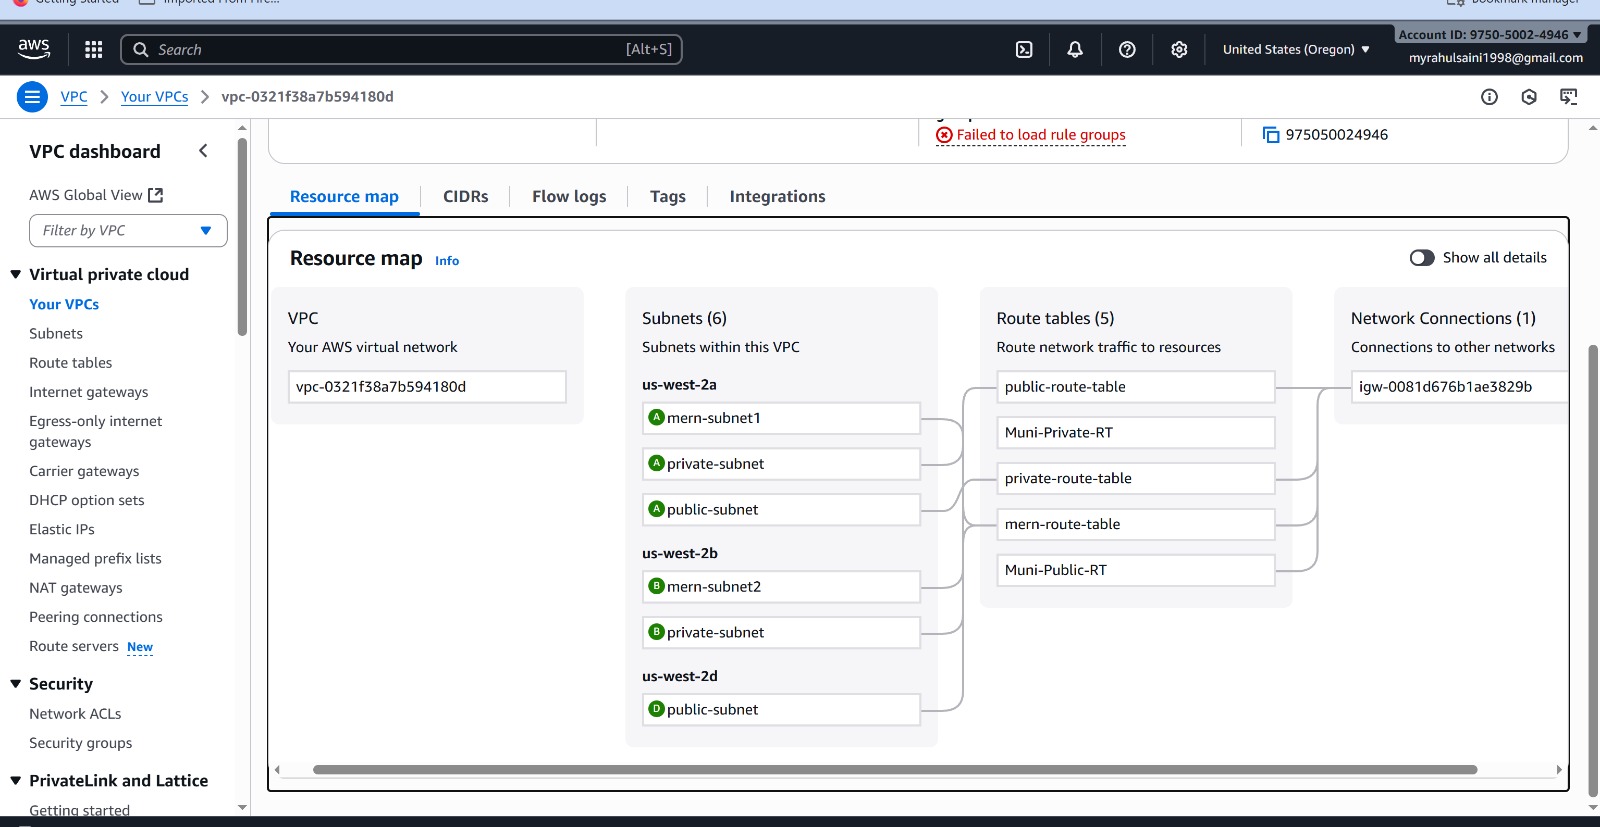 Getting Started Imported From Fire... Bookmark manager
aws Search [Alt+S] United States (Oregon) Account ID: 9750-5002-4946
myrahulsaini1998@gmail.com
VPC Your VPCs vpc-0321f38a7b594180d
VPC dashboard
AWS Global View
Filter by VPC
Virtual private cloud
Your VPCs
Subnets
Route tables
Internet gateways
Egress-only internet
gateways
Carrier gateways
DHCP option sets
Elastic IPs
Managed prefix lists
NAT gateways
Peering connections
Route servers New
Security
Network ACLs
Security groups
PrivateLink and Lattice
Getting started
Failed to load rule groups
975050024946
Resource map CIDRs Flow logs Tags Integrations
Resource map Info
Show all details
VPC
Your AWS virtual network
vpc-0321f38a7b594180d
Subnets (6)
Subnets within this VPC
us-west-2a
A mern-subnet1
A private-subnet
A public-subnet
us-west-2b
B mern-subnet2
B private-subnet
us-west-2d
D public-subnet
Route tables (5)
Route network traffic to resources
public-route-table
Muni-Private-RT
private-route-table
mern-route-table
Muni-Public-RT
Network Connections (1)
Connections to other networks
igw-0081d676b1ae3829b